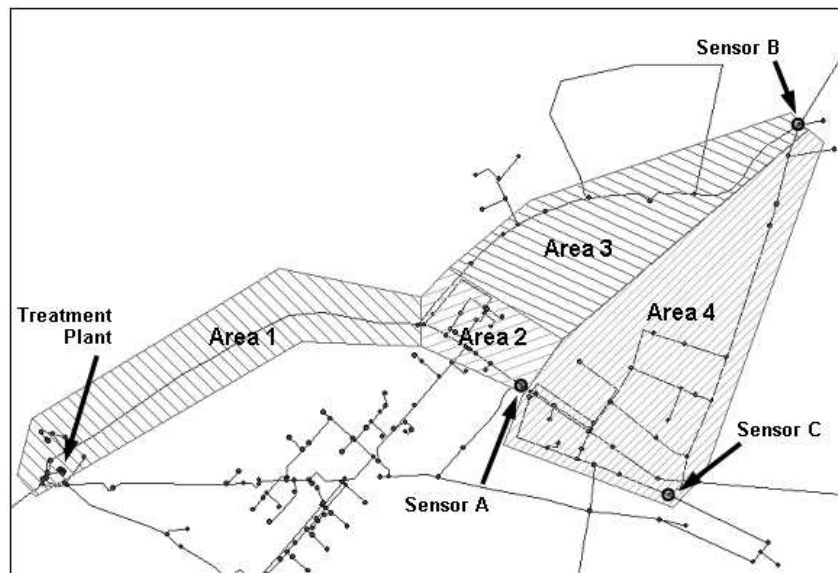 Sensor B
Area 3
Treatment
Plant
Area 1
Area 2
Area 4
Sensor C
Sensor A